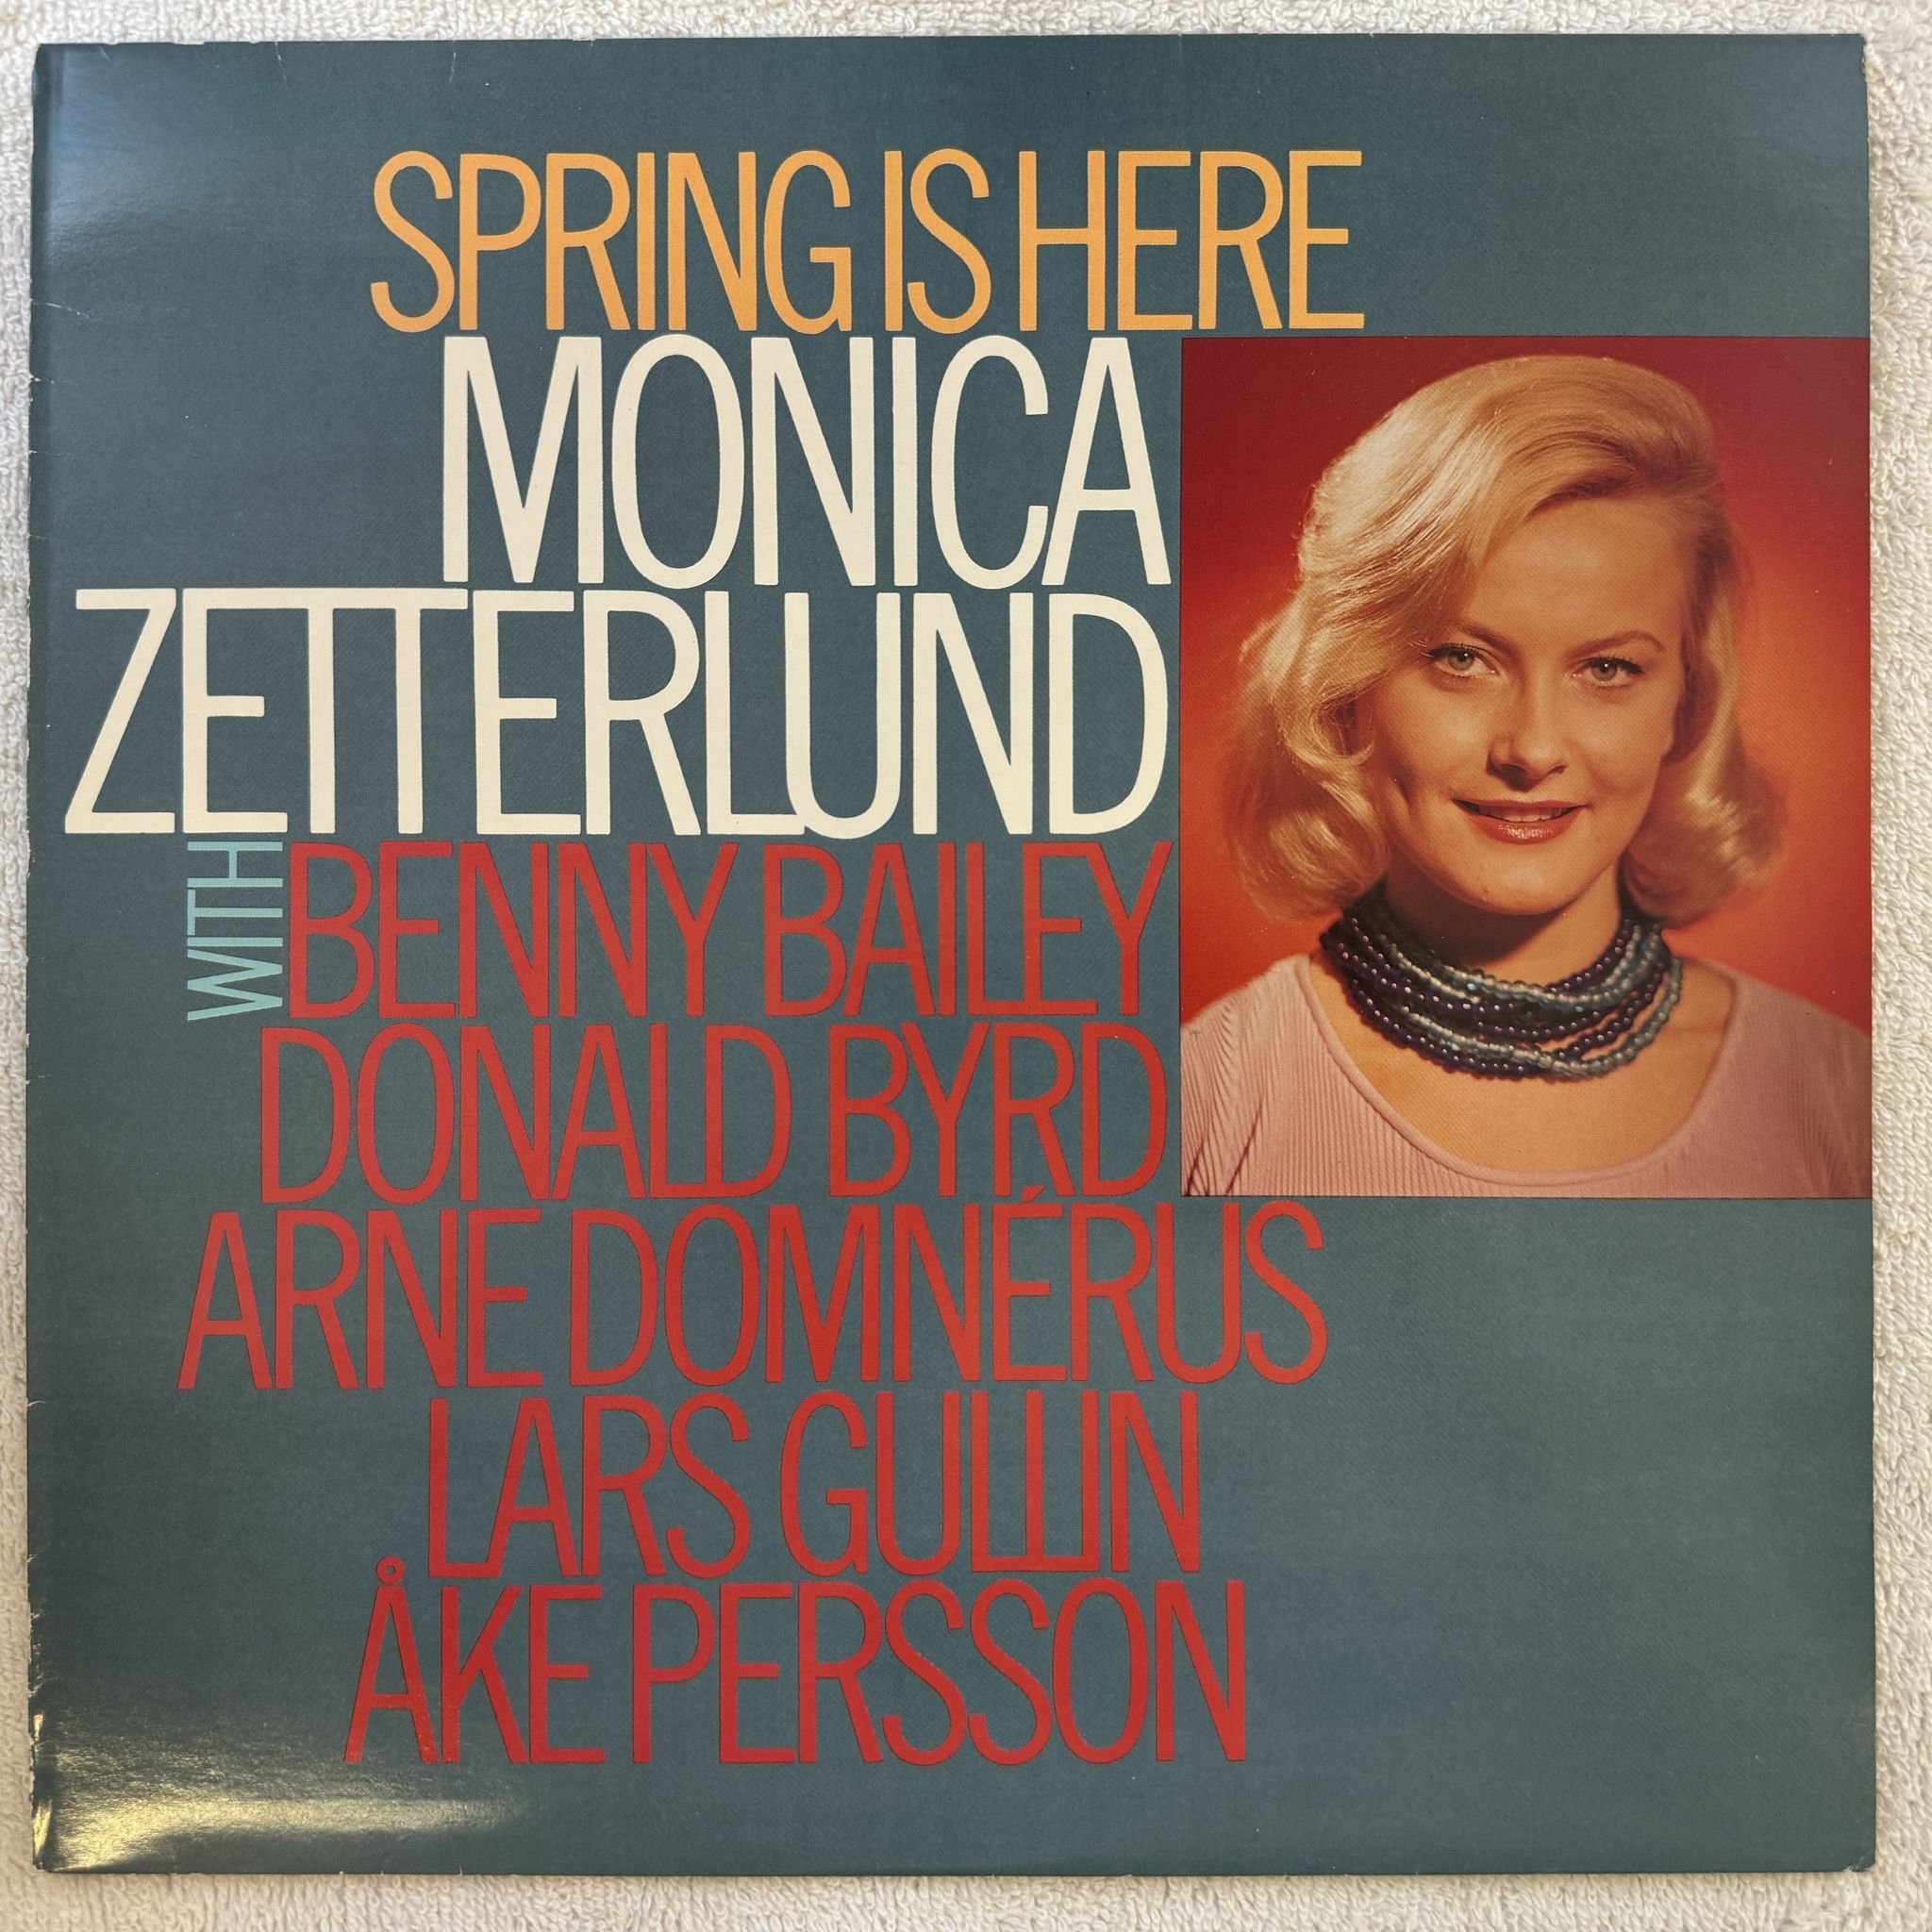 SPRING IS HERE
MONICA
ZETTERLUND
WITH BENNY BAILEY
DONALD BYRD
ARNE DOMNÉRUS
LARS GULLIN
ÅKE PERSSON